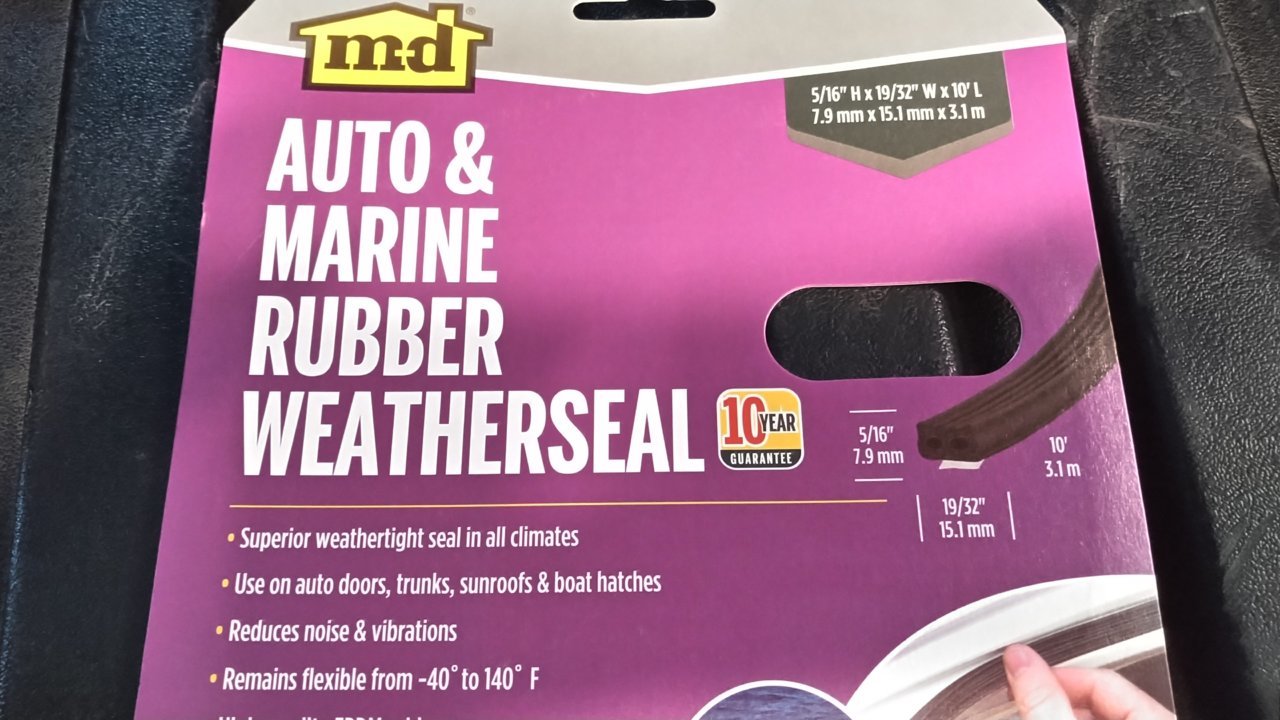 m-d®
5/16" H x 19/32" W x 10' L
7.9 mm x 15.1 mm x 3.1 m
AUTO &
MARINE
RUBBER
WEATHERSEAL
10 YEAR
GUARANTEE
5/16"
7.9 mm
10'
3.1 m
19/32"
15.1 mm
• Superior weathertight seal in all climates
• Use on auto doors, trunks, sunroofs & boat hatches
• Reduces noise & vibrations
• Remains flexible from -40° to 140° F